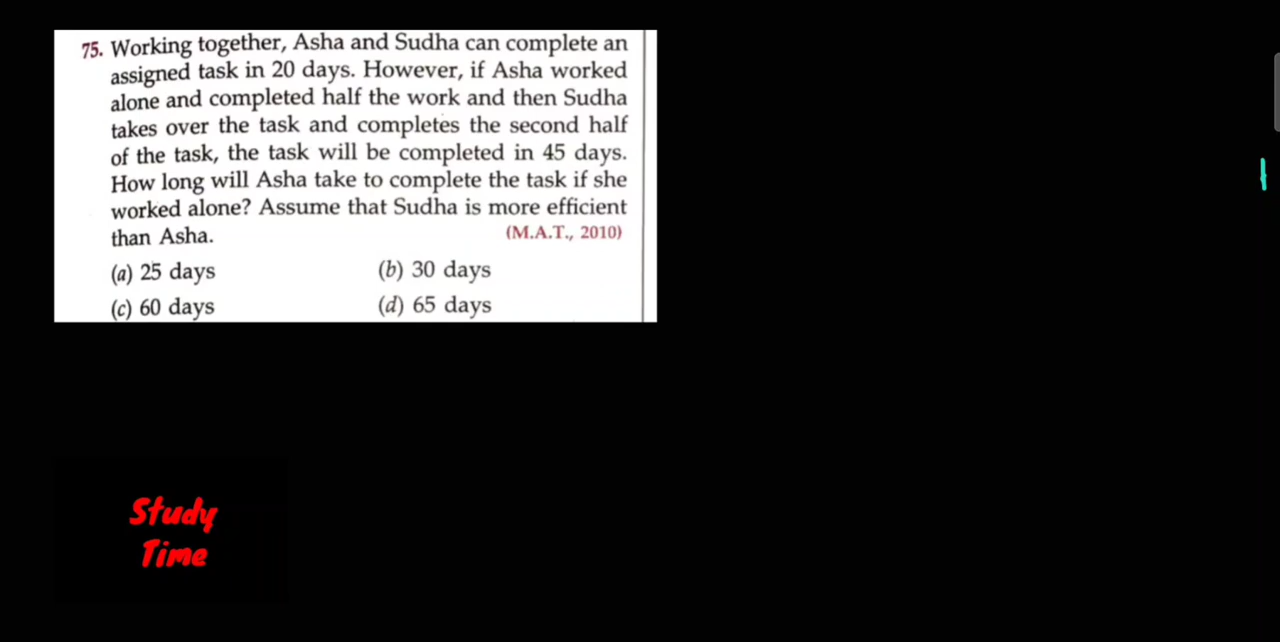 75. Working together, Asha and Sudha can complete an
assigned task in 20 days. However, if Asha worked
alone and completed half the work and then Sudha
takes over the task and completes the second half
of the task, the task will be completed in 45 days.
How long will Asha take to complete the task if she
worked alone? Assume that Sudha is more efficient
than Asha. (M.A.T., 2010)
(a) 25 days (b) 30 days
(c) 60 days (d) 65 days
Study
Time